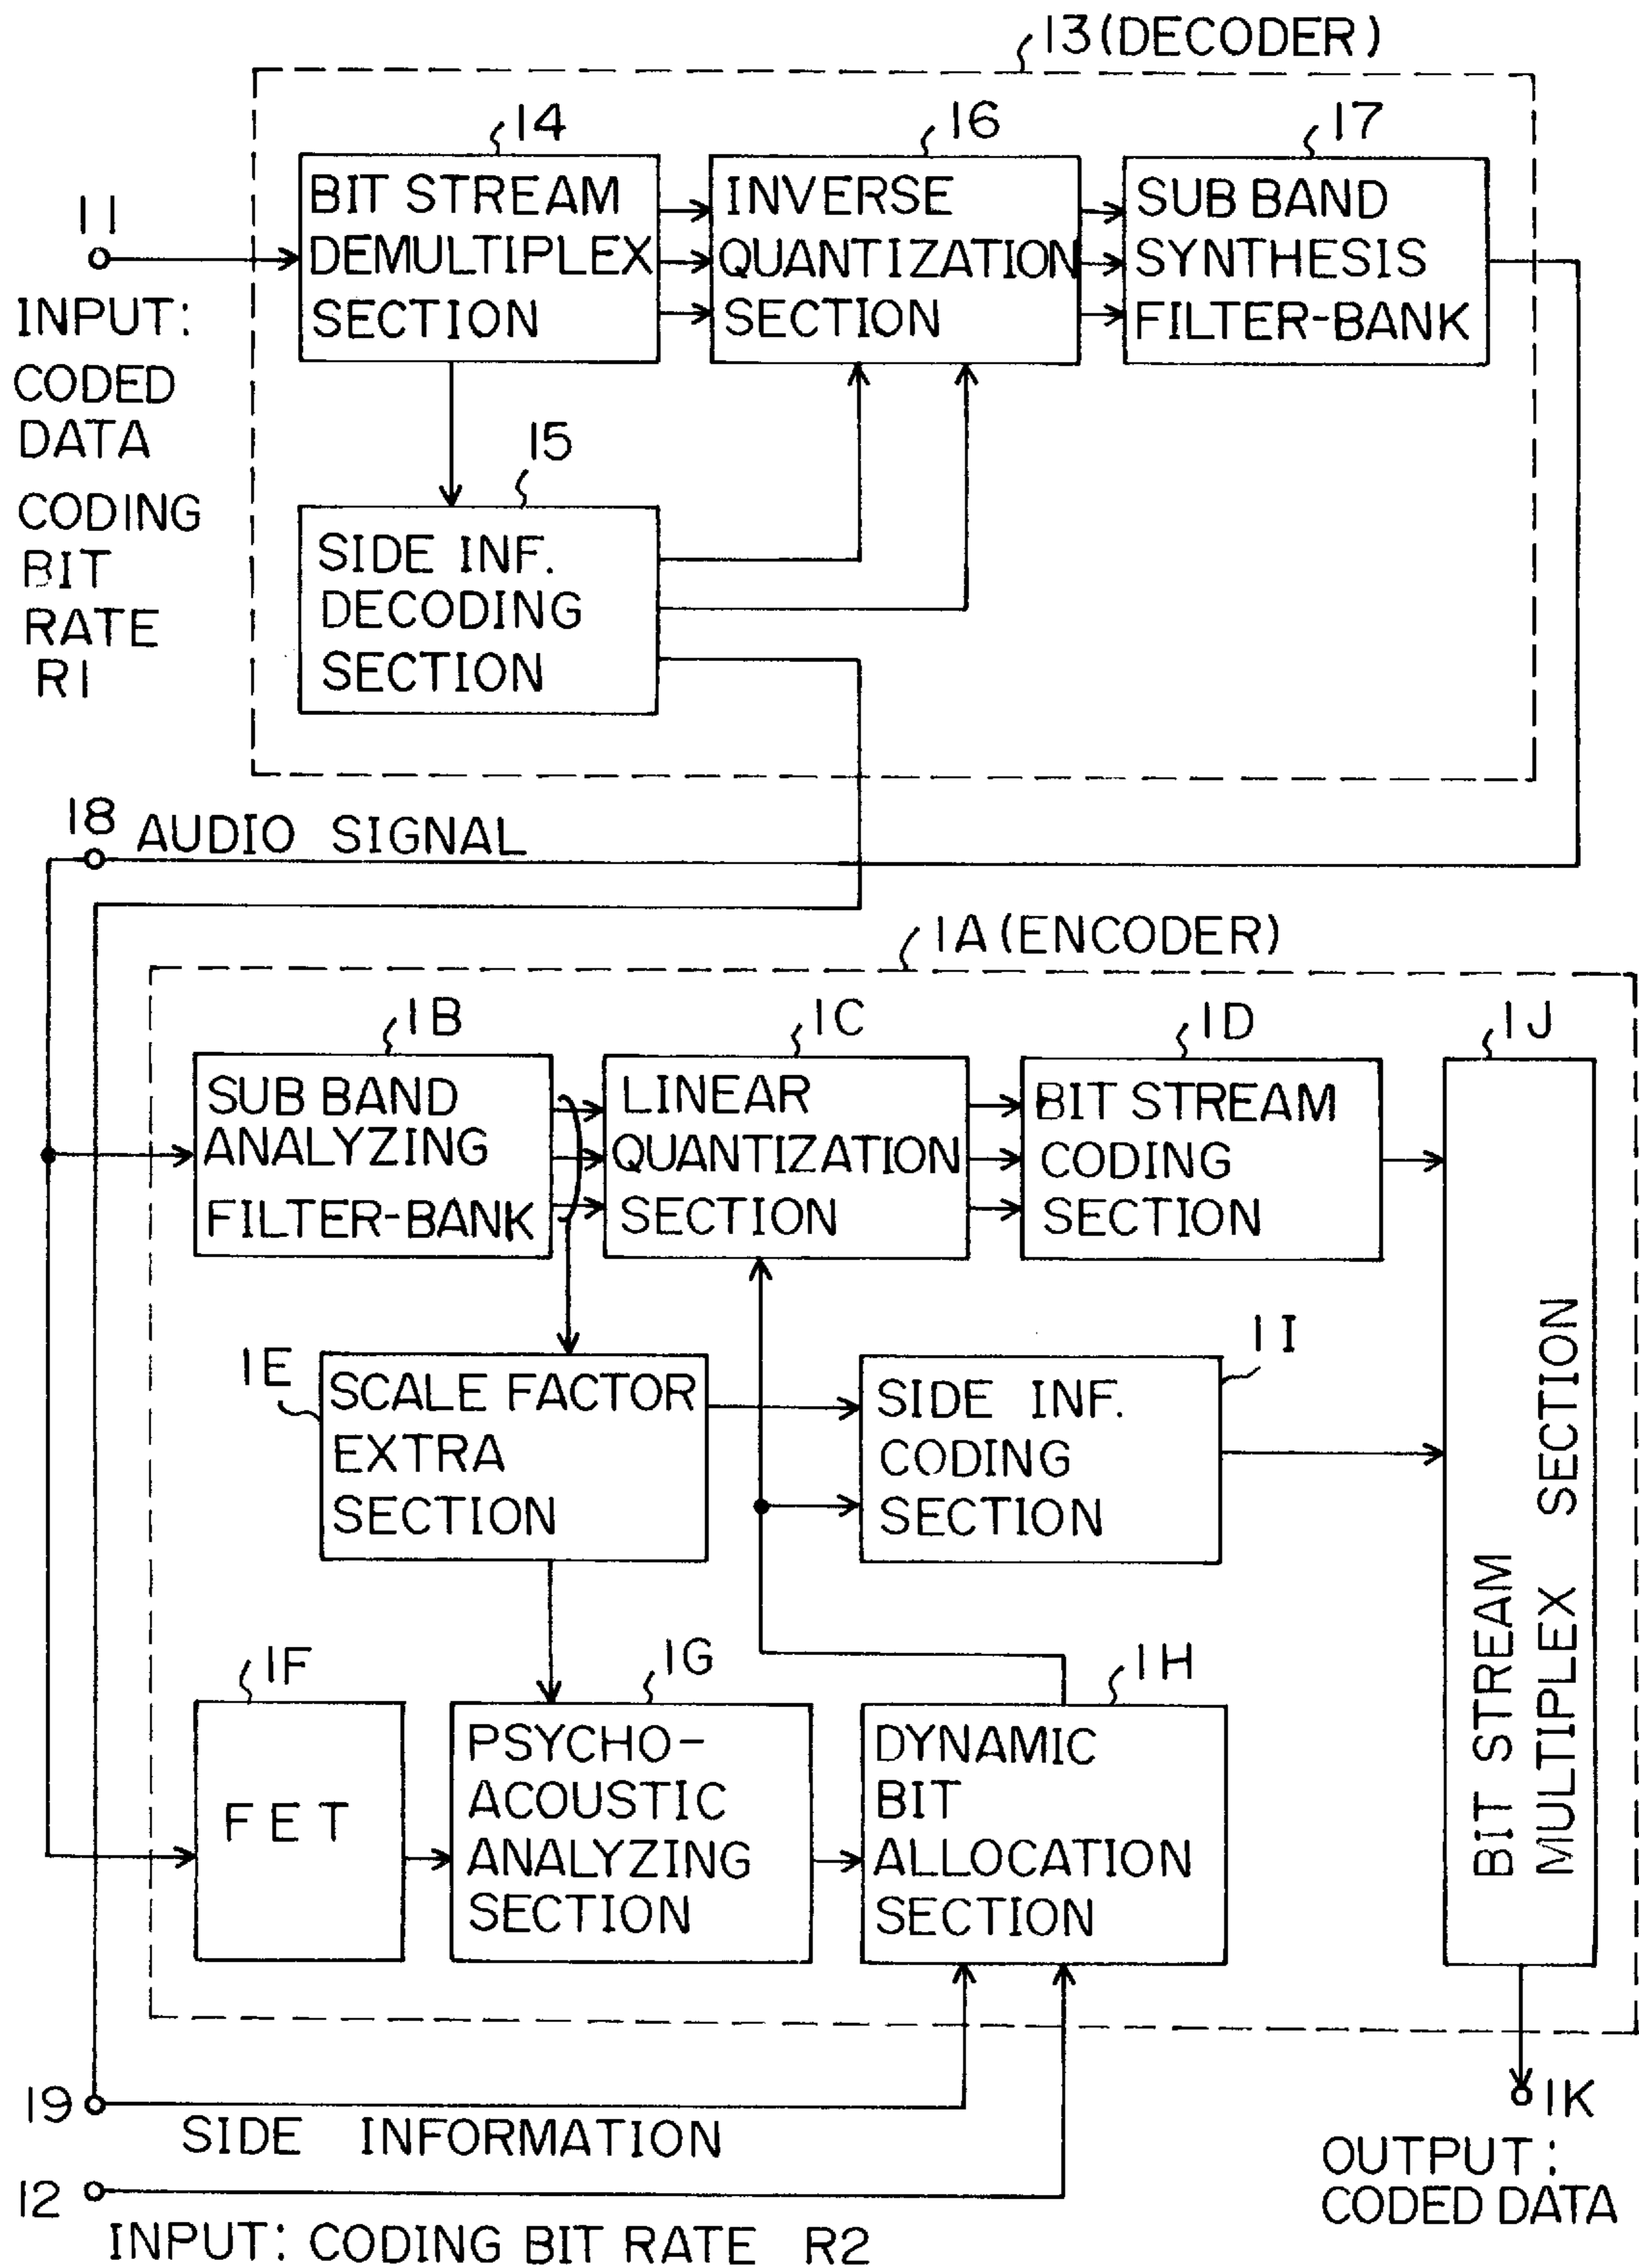 13 (DECODER)
14
BIT STREAM
DEMULTIPLEX
SECTION
16
INVERSE
QUANTIZATION
SECTION
17
SUB BAND
SYNTHESIS
FILTER-BANK
11
INPUT:
CODED
DATA
CODING
BIT
RATE
R1
15
SIDE INF.
DECODING
SECTION
18
AUDIO SIGNAL
1A (ENCODER)
1B
SUB BAND
ANALYZING
FILTER-BANK
1C
LINEAR
QUANTIZATION
SECTION
1D
BIT STREAM
CODING
SECTION
1J
BIT STREAM
MULTIPLEX SECTION
1E
SCALE FACTOR
EXTRA
SECTION
1I
SIDE INF.
CODING
SECTION
1F
FET
1G
PSYCHO-
ACOUSTIC
ANALYZING
SECTION
1H
DYNAMIC
BIT
ALLOCATION
SECTION
19
SIDE INFORMATION
12
INPUT: CODING BIT RATE R2
1K
OUTPUT:
CODED DATA